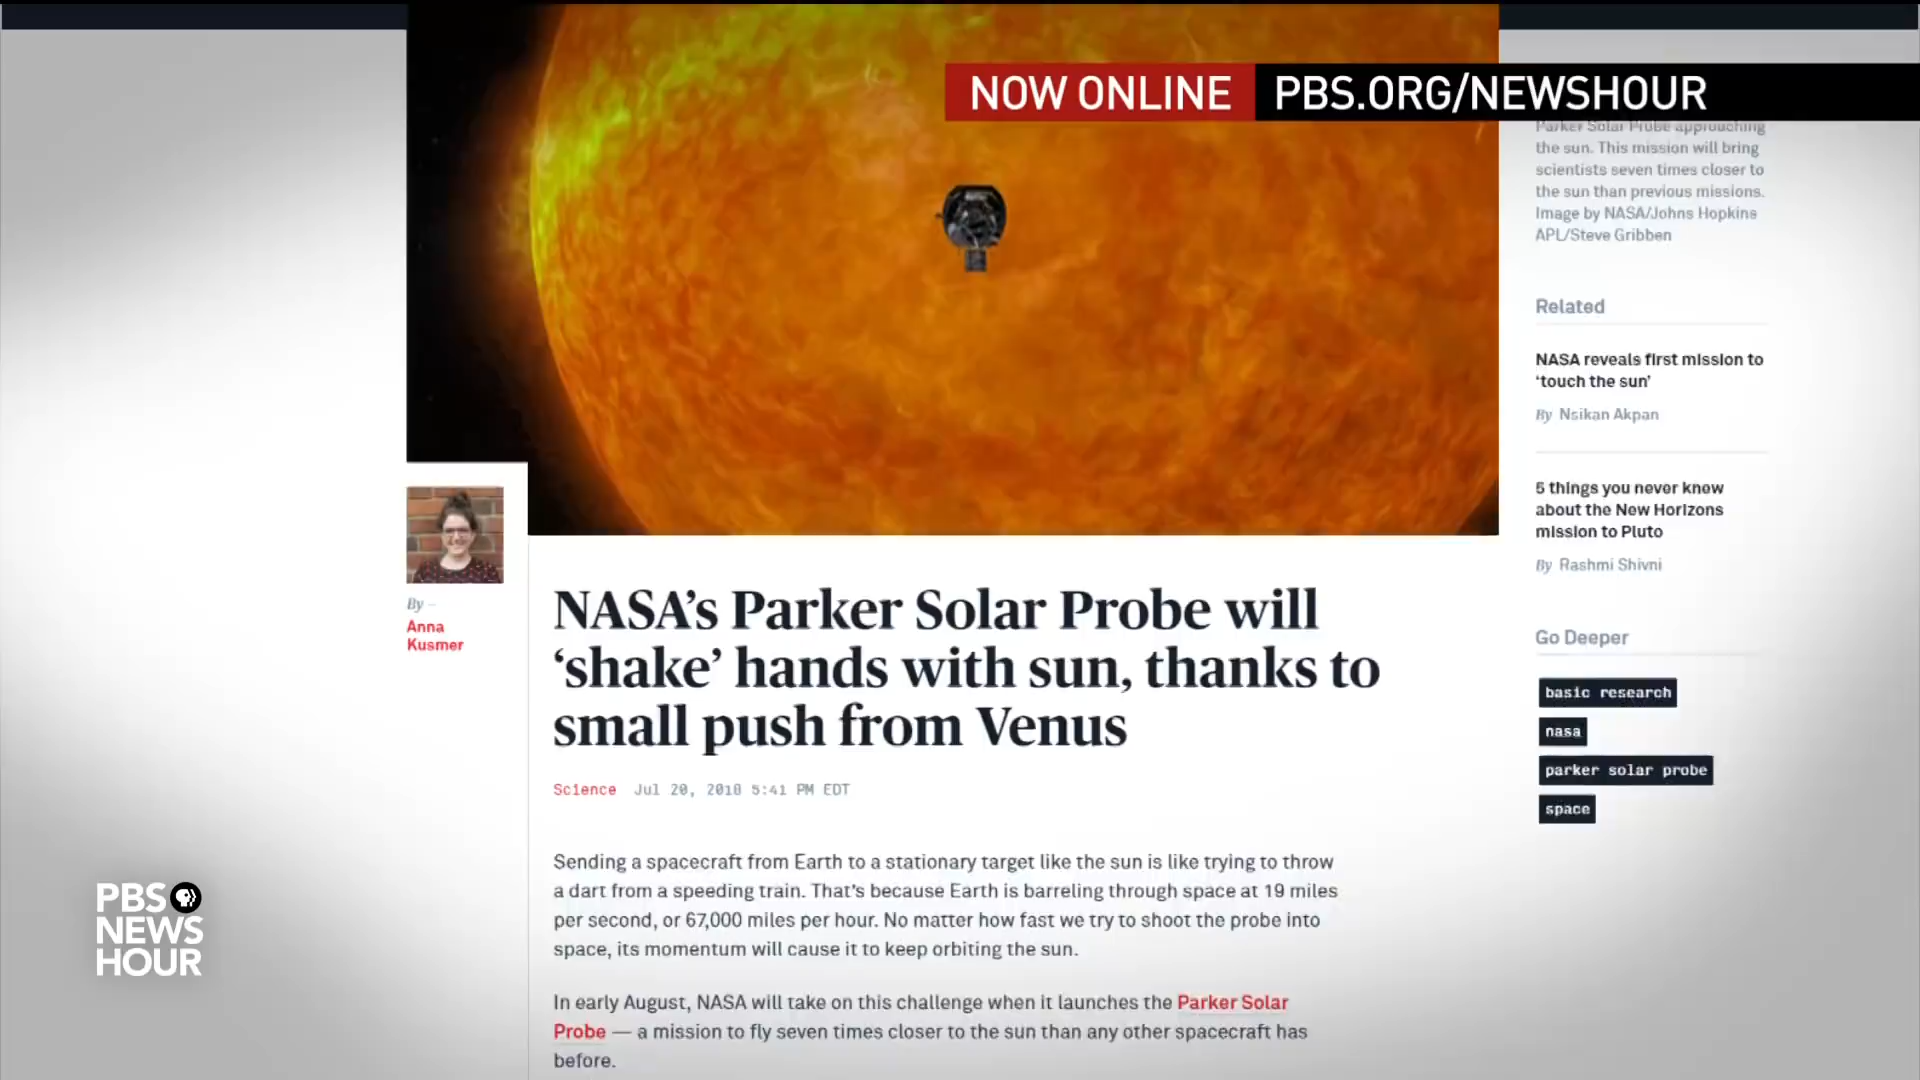 NOW ONLINE PBS.ORG/NEWSHOUR
Parker Solar Probe approaching
the sun. This mission will bring
scientists seven times closer to
the sun than previous missions.
Image by NASA/Johns Hopkins
APL/Steve Gribben
Related
NASA reveals first mission to
‘touch the sun’
By Nsikan Akpan
5 things you never knew
about the New Horizons
mission to Pluto
By Rashmi Shivni
Go Deeper
basic research
nasa
parker solar probe
space
By –
Anna
Kusmer
NASA’s Parker Solar Probe will
‘shake’ hands with sun, thanks to
small push from Venus
Science Jul 20, 2018 5:41 PM EDT
Sending a spacecraft from Earth to a stationary target like the sun is like trying to throw
a dart from a speeding train. That’s because Earth is barreling through space at 19 miles
per second, or 67,000 miles per hour. No matter how fast we try to shoot the probe into
space, its momentum will cause it to keep orbiting the sun.
In early August, NASA will take on this challenge when it launches the Parker Solar
Probe — a mission to fly seven times closer to the sun than any other spacecraft has
before.
PBS
NEWS
HOUR